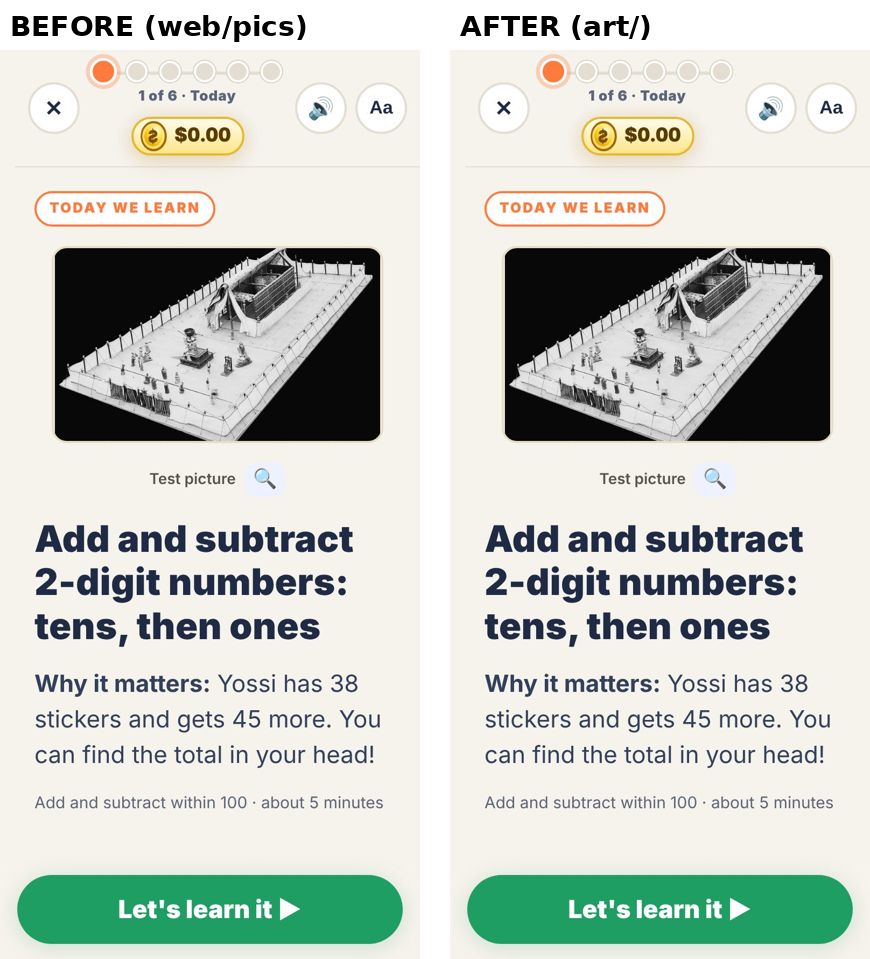 BEFORE (web/pics)
1 of 6 · Today
Aa
$0.00
TODAY WE LEARN
Test picture
Add and subtract
2-digit numbers:
tens, then ones
Why it matters: Yossi has 38
stickers and gets 45 more. You
can find the total in your head!
Add and subtract within 100 · about 5 minutes
Let's learn it ▶
AFTER (art/)
1 of 6 · Today
Aa
$0.00
TODAY WE LEARN
Test picture
Add and subtract
2-digit numbers:
tens, then ones
Why it matters: Yossi has 38
stickers and gets 45 more. You
can find the total in your head!
Add and subtract within 100 · about 5 minutes
Let's learn it ▶